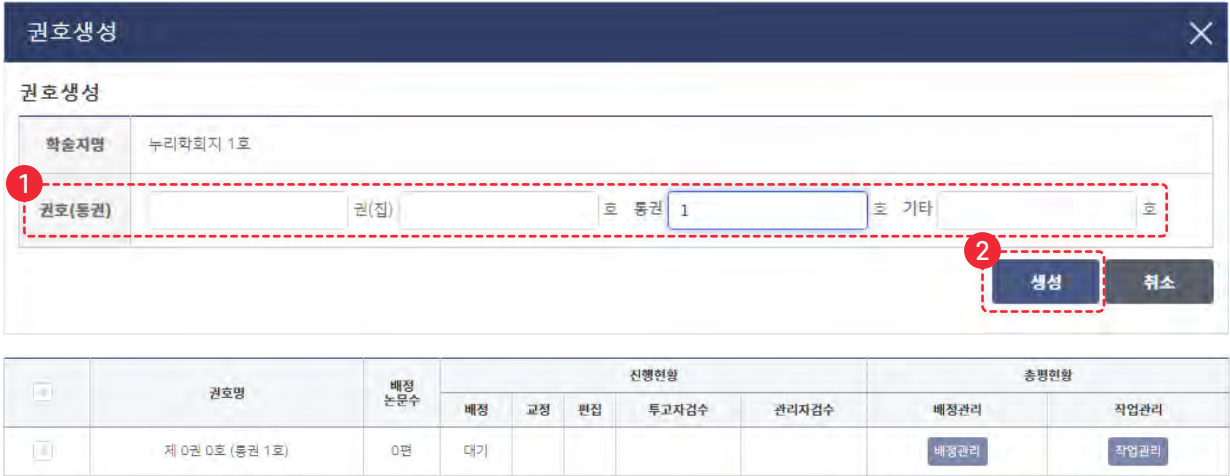 권호생성
권호생성
학술지명 누리학회지 1호
1
권호(통권) 권(집) 호 통권 1 호 기타 호
2
생성 취소
권호명 배정 논문수 진행현황 총평현황
배정 교정 편집 투고자검수 관리자검수 배정관리 작업관리
제 0권 0호 (통권 1호) 0편 대기 배정관리 작업관리